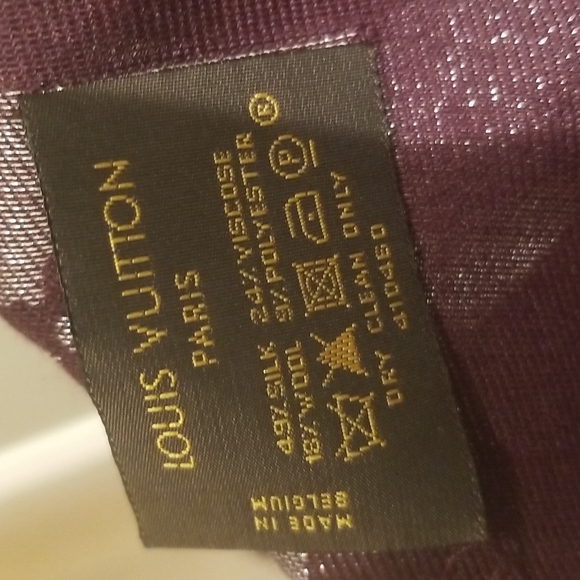 LOUIS VUITTON
PARIS
®
49% SILK 24% VISCOSE
18% WOOL 9% POLYESTER
P
DRY CLEAN ONLY
410460
MADE IN
BELGIUM